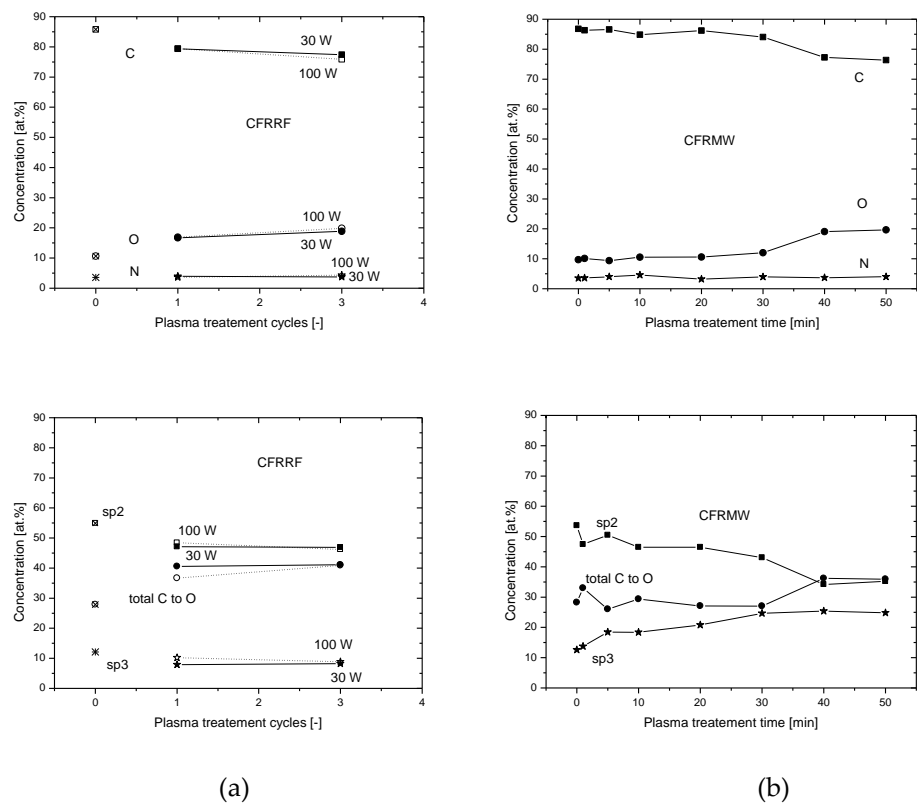 90
80
70
60
50
40
30
20
10
0
Concentration [at.%]
C
30 W
100 W
CFRRF
O
100 W
30 W
N
100 W
30 W
0 1 2 3 4
Plasma treatement cycles [-]
90
80
70
60
50
40
30
20
10
0
Concentration [at.%]
C
CFRMW
O
N
0 10 20 30 40 50
Plasma treatement time [min]
90
80
70
60
50
40
30
20
10
0
Concentration [at.%]
CFRRF
sp2
100 W
30 W
total C to O
sp3
100 W
30 W
0 1 2 3 4
Plasma treatement cycles [-]
90
80
70
60
50
40
30
20
10
0
Concentration [at.%]
CFRMW
sp2
total C to O
sp3
0 10 20 30 40 50
Plasma treatement time [min]
(a) (b)